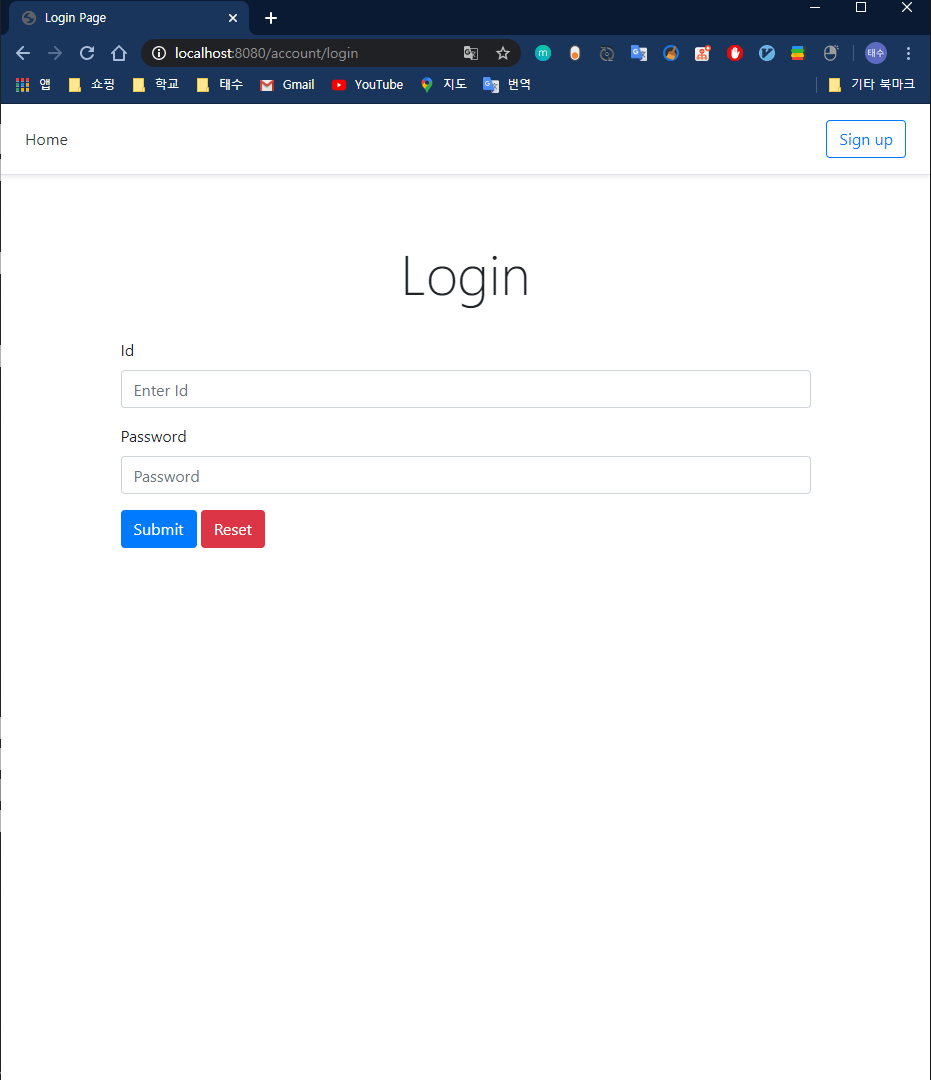 Login Page
localhost:8080/account/login
태수
앱 쇼핑 학교 태수 Gmail YouTube 지도 번역 기타 북마크
Home Sign up
Login
Id
Enter Id
Password
Password
Submit Reset